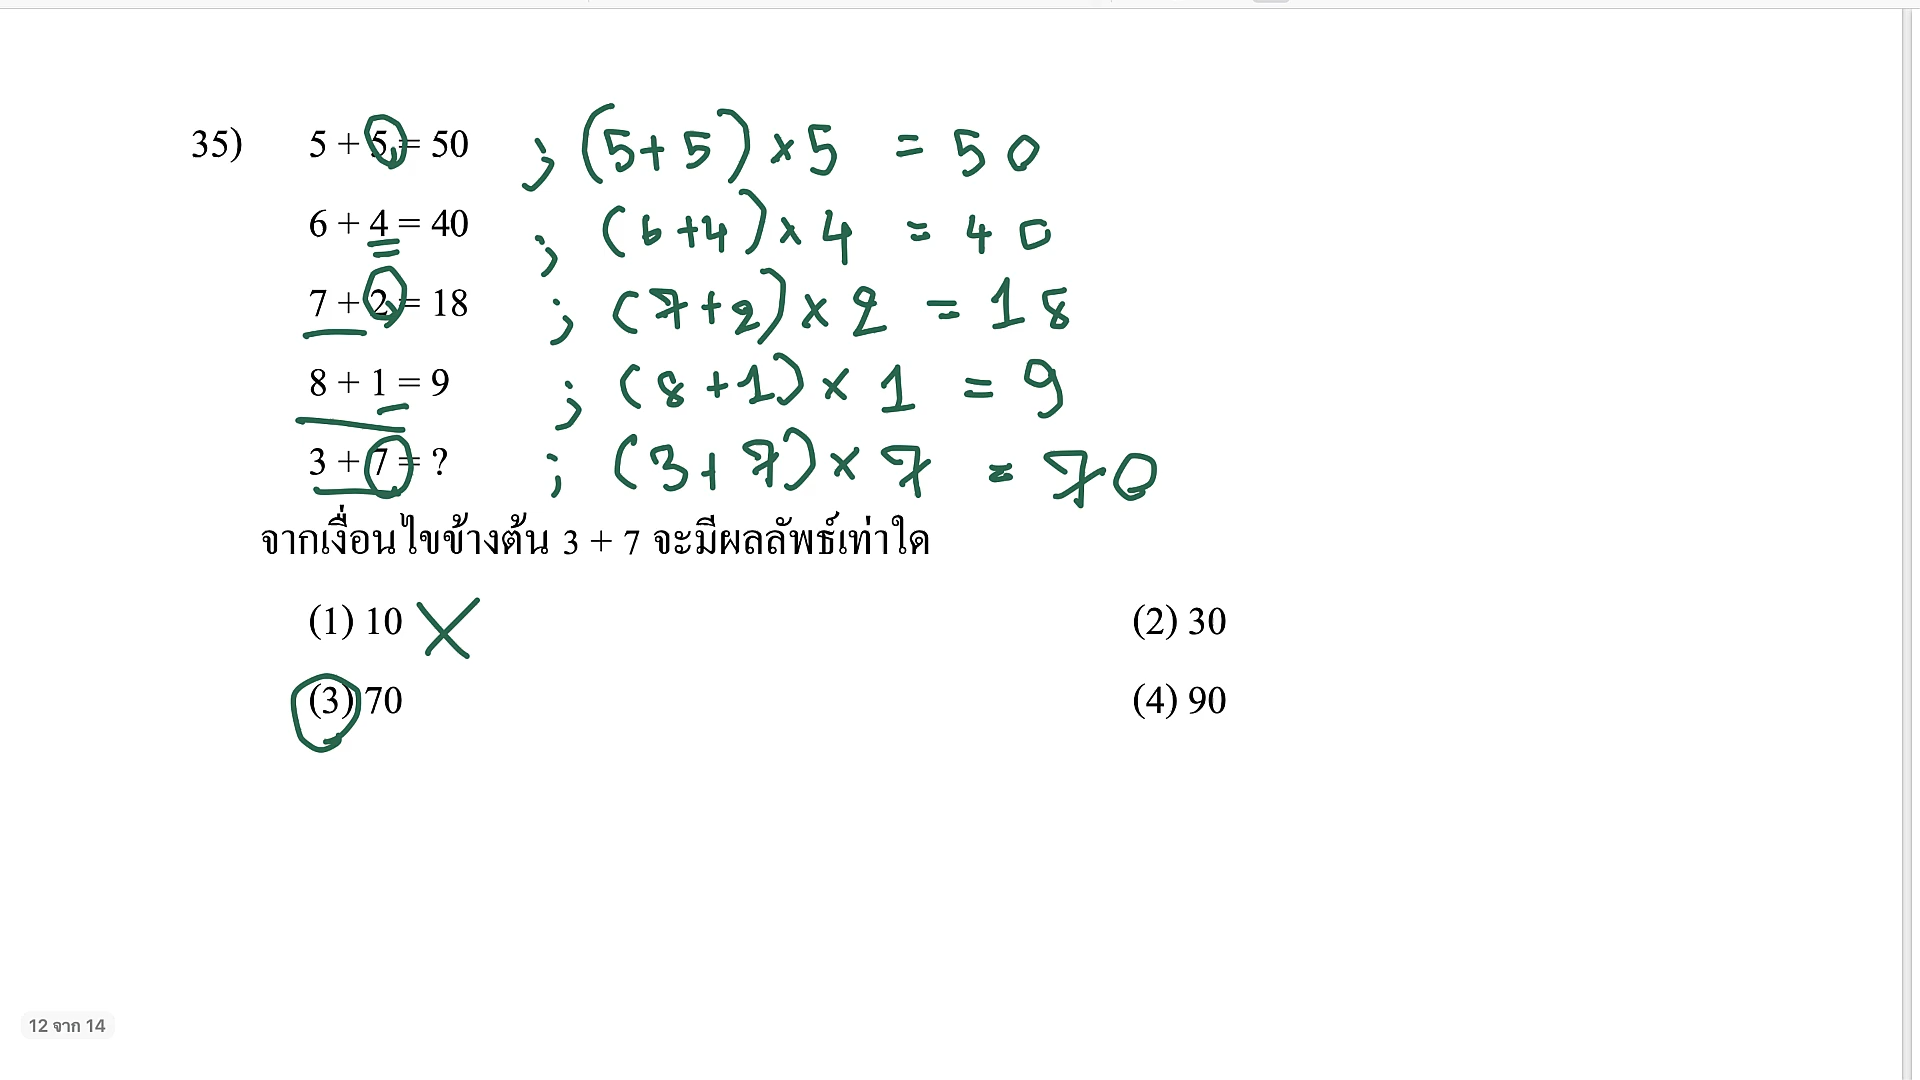 35) 5 + 5 = 50 ; (5+5) × 5 = 50
6 + 4 = 40 ; (6+4) × 4 = 40
7 + 2 = 18 ; (7+2) × 2 = 18
8 + 1 = 9 ; (8+1) × 1 = 9
3 + 7 = ? ; (3+7) × 7 = 70
จากเงื่อนไขข้างต้น 3 + 7 จะมีผลลัพธ์เท่าใด
(1) 10 (2) 30
(3) 70 (4) 90
12 จาก 14